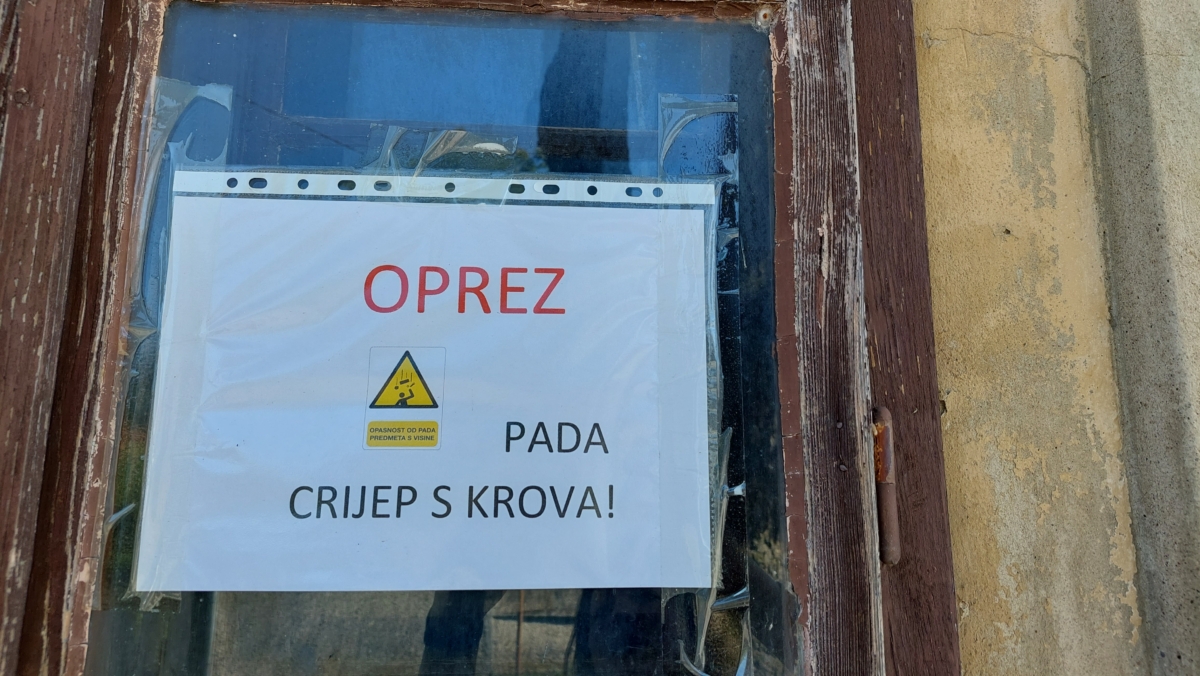 OPREZ
OPASNOST OD PADA
PREDMETA S VISINE
PADA
CRIJEP S KROVA!